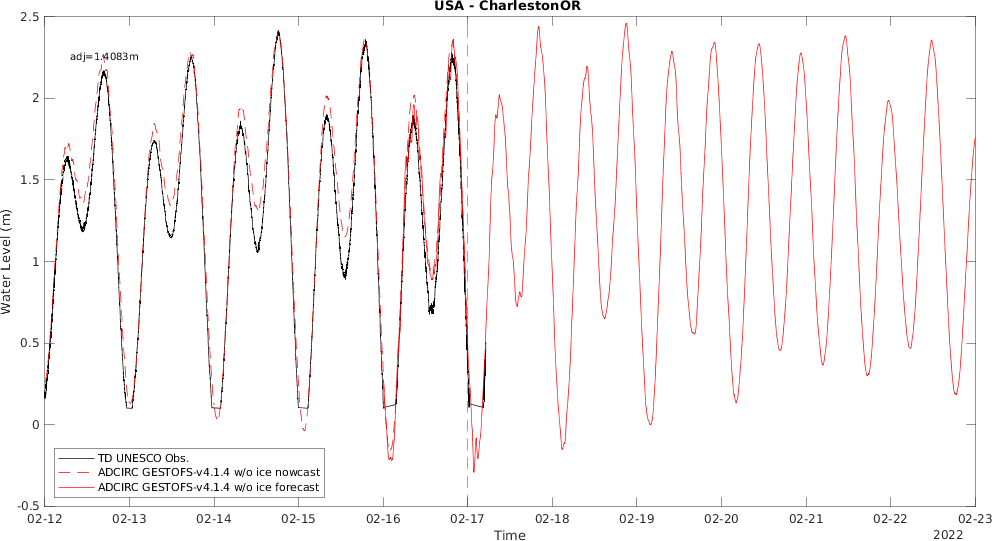 USA - CharlestonOR
2.5
adj=1.4083m
2
1.5
1
0.5
0
-0.5
Water Level (m)
TD UNESCO Obs.
ADCIRC GESTOFS-v4.1.4 w/o ice nowcast
ADCIRC GESTOFS-v4.1.4 w/o ice forecast
02-12 02-13 02-14 02-15 02-16 02-17 02-18 02-19 02-20 02-21 02-22 02-23
Time
2022